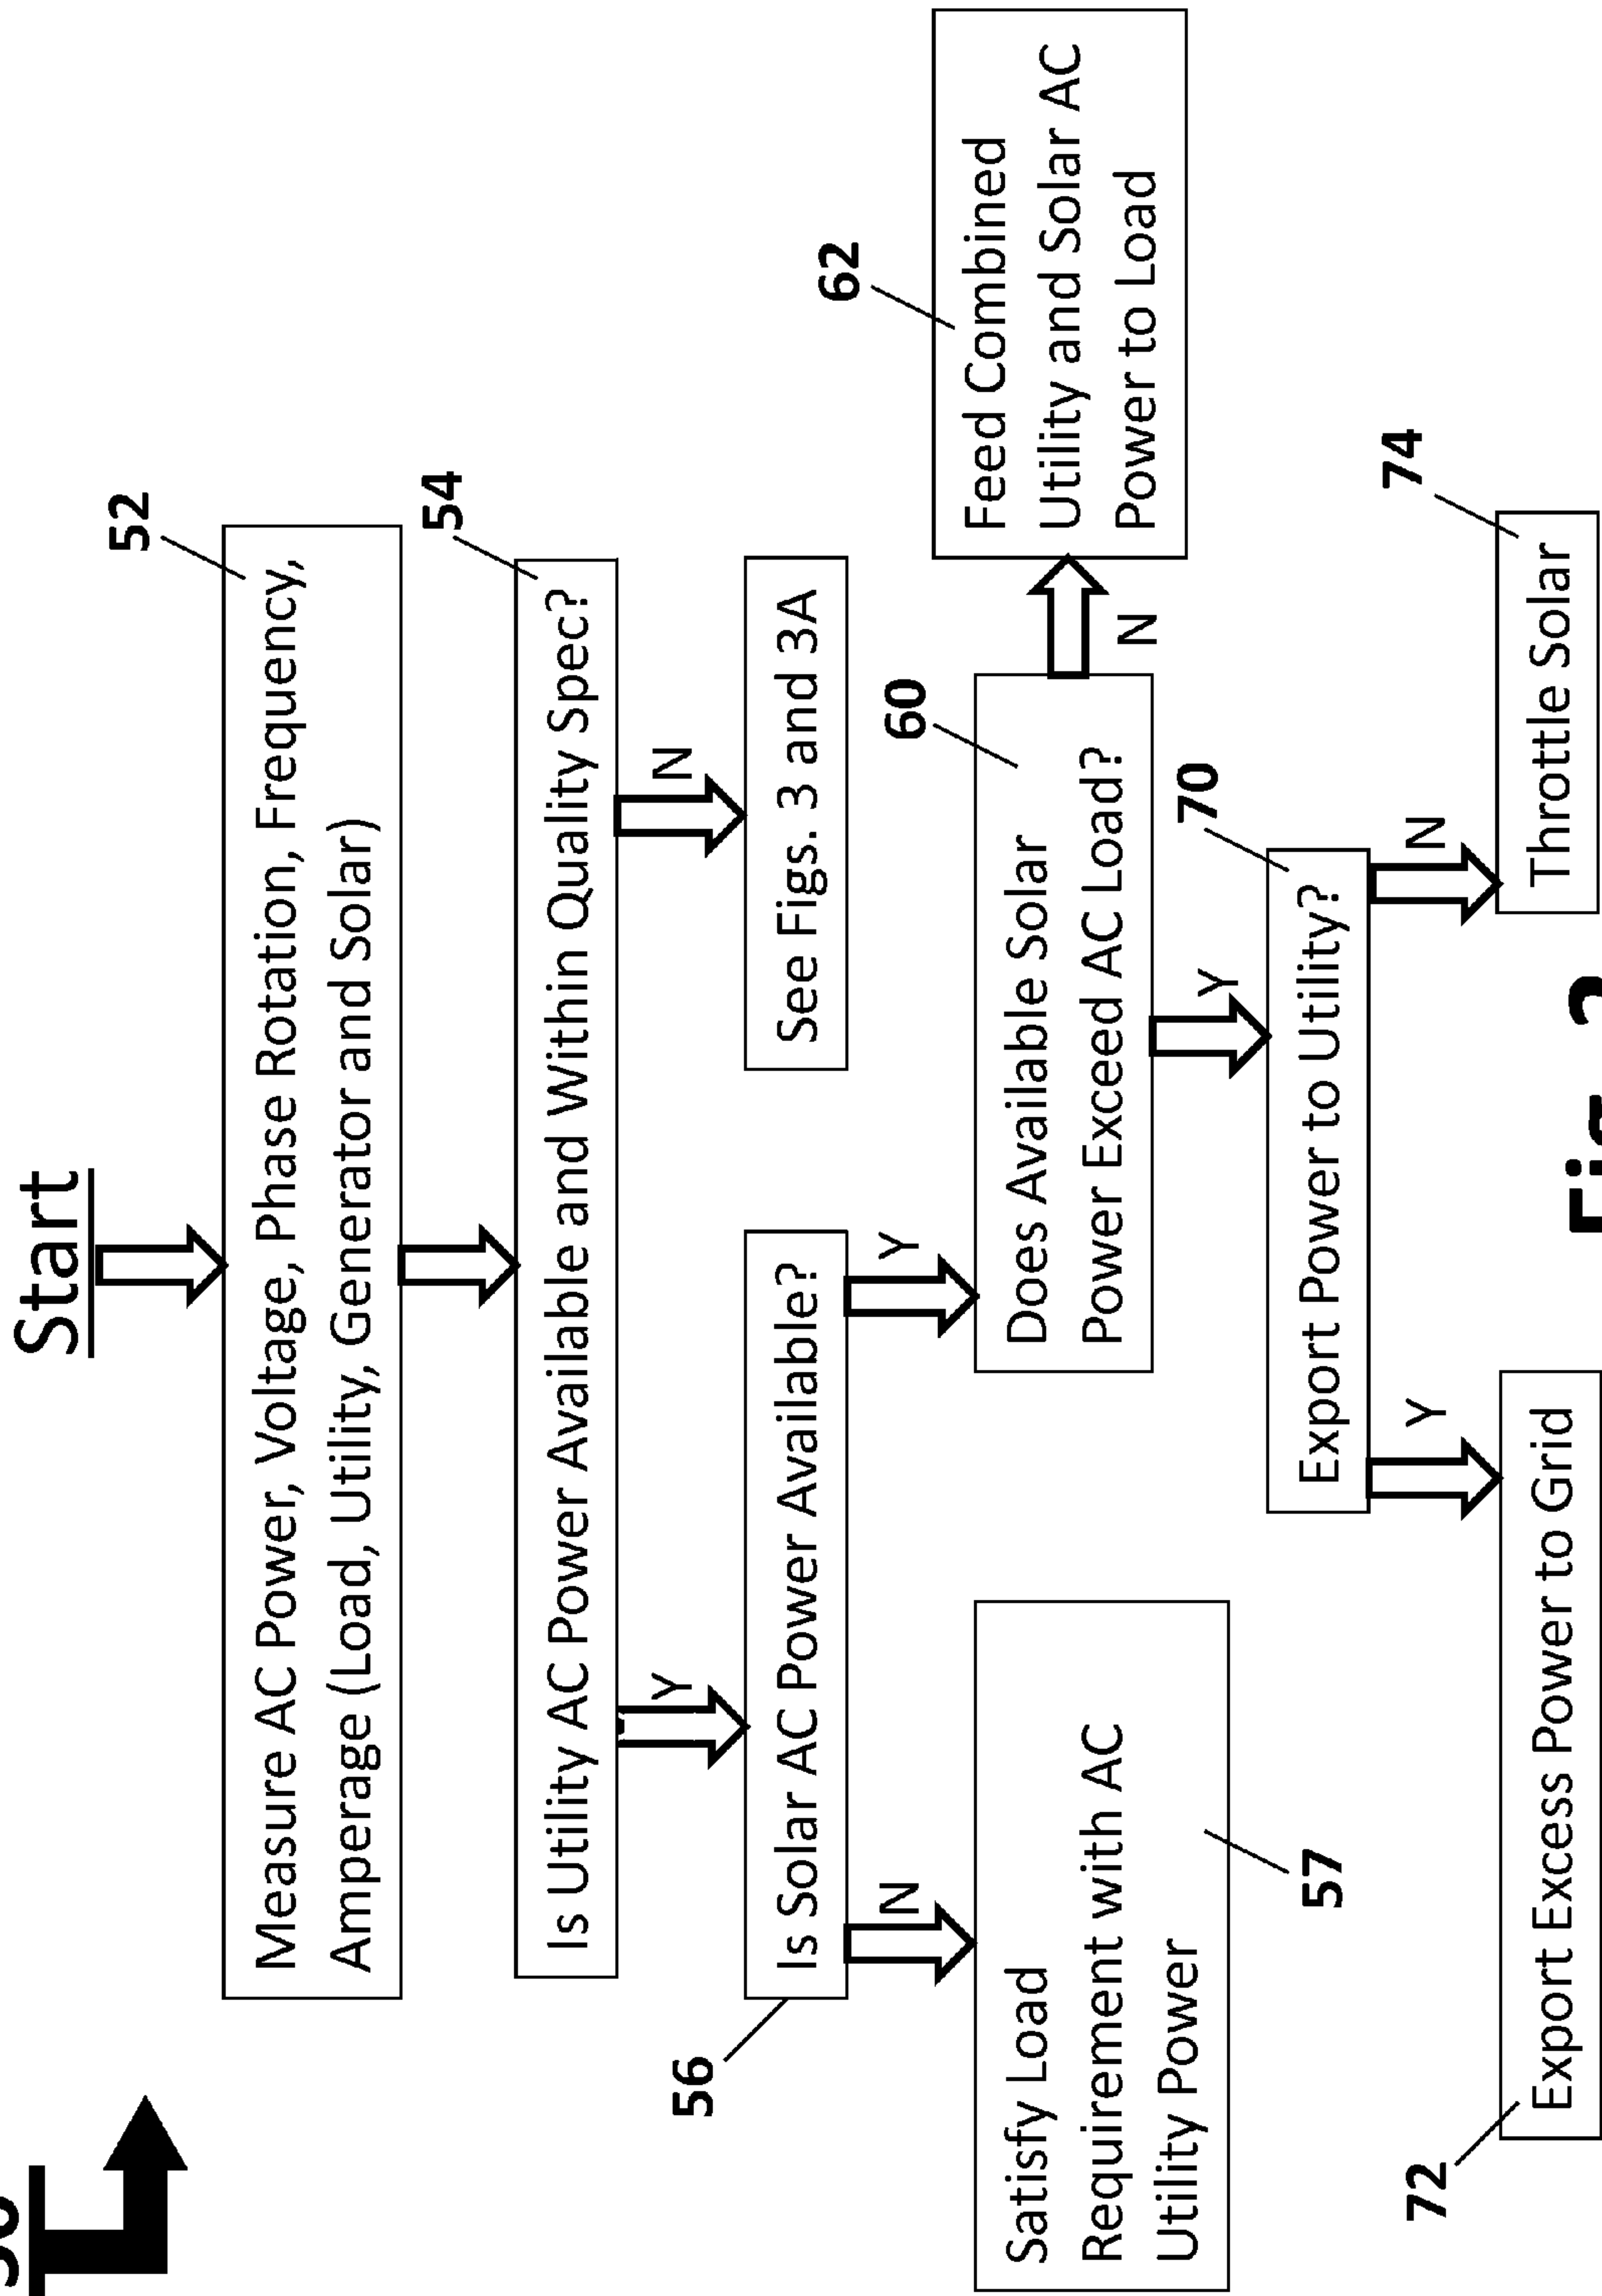 Start
52
Measure AC Power, Voltage, Phase Rotation, Frequency,
Amperage (Load, Utility, Generator and Solar)
54
Is Utility AC Power Available and Within Quality Spec?
Y
N
56
Is Solar AC Power Available?
See Figs. 3 and 3A
N
Y
62
Feed Combined
Utility and Solar AC
Power to Load
60
Does Available Solar
Power Exceed AC Load?
N
Satisfy Load
Requirement with AC
Utility Power
57
Y
70
Export Power to Utility?
Y
N
72
Export Excess Power to Grid
74
Throttle Solar